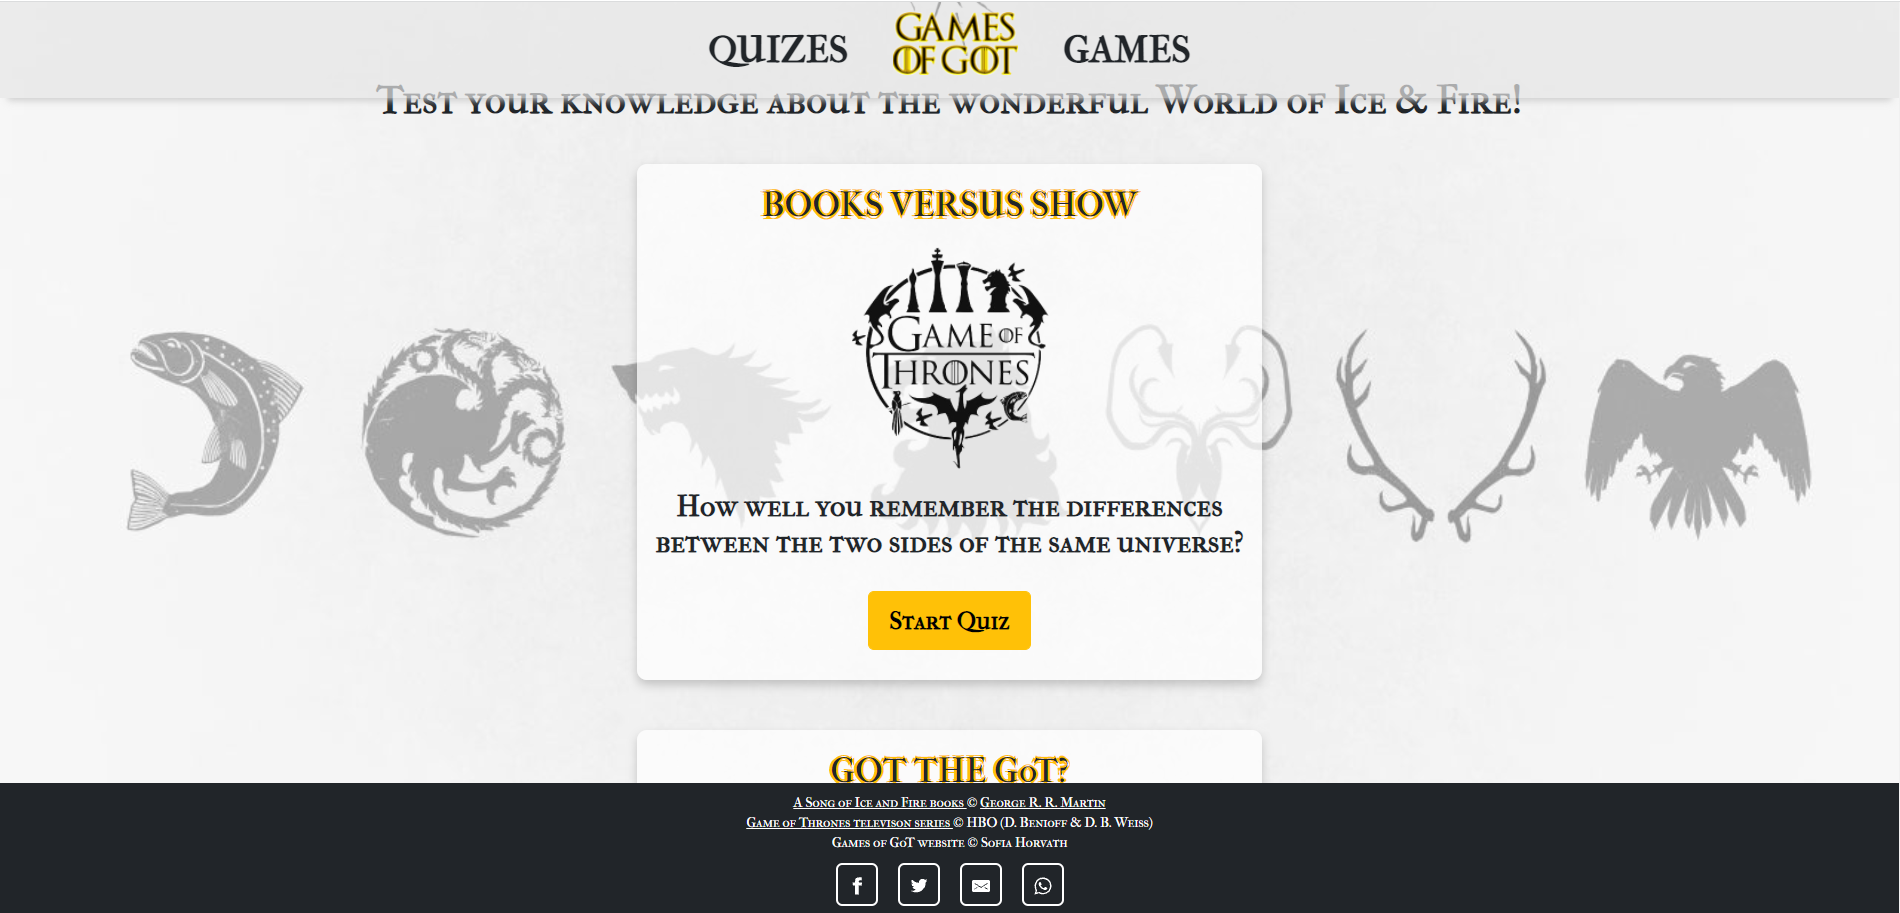 QUIZES
GAMES
OF GOT
GAMES
Test your knowledge about the wonderful World of Ice & Fire!
BOOKS VERSUS SHOW
GAME OF
THRONES
How well you remember the differences
between the two sides of the same universe?
Start Quiz
GOT THE GoT?
A Song of Ice and Fire books © George R. R. Martin
Game of Thrones televison series © HBO (D. Benioff & D. B. Weiss)
Games of GoT website © Sofia Horvath